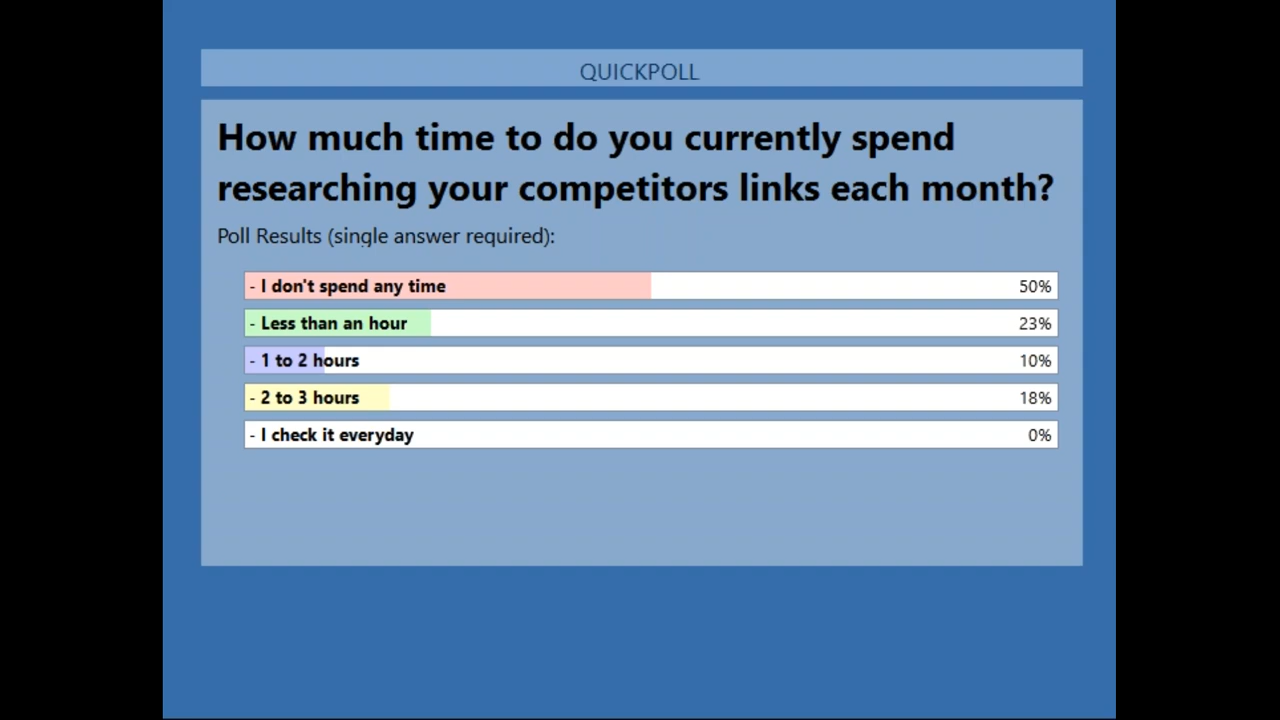 QUICKPOLL
How much time to do you currently spend
researching your competitors links each month?
Poll Results (single answer required):
- I don't spend any time 50%
- Less than an hour 23%
- 1 to 2 hours 10%
- 2 to 3 hours 18%
- I check it everyday 0%